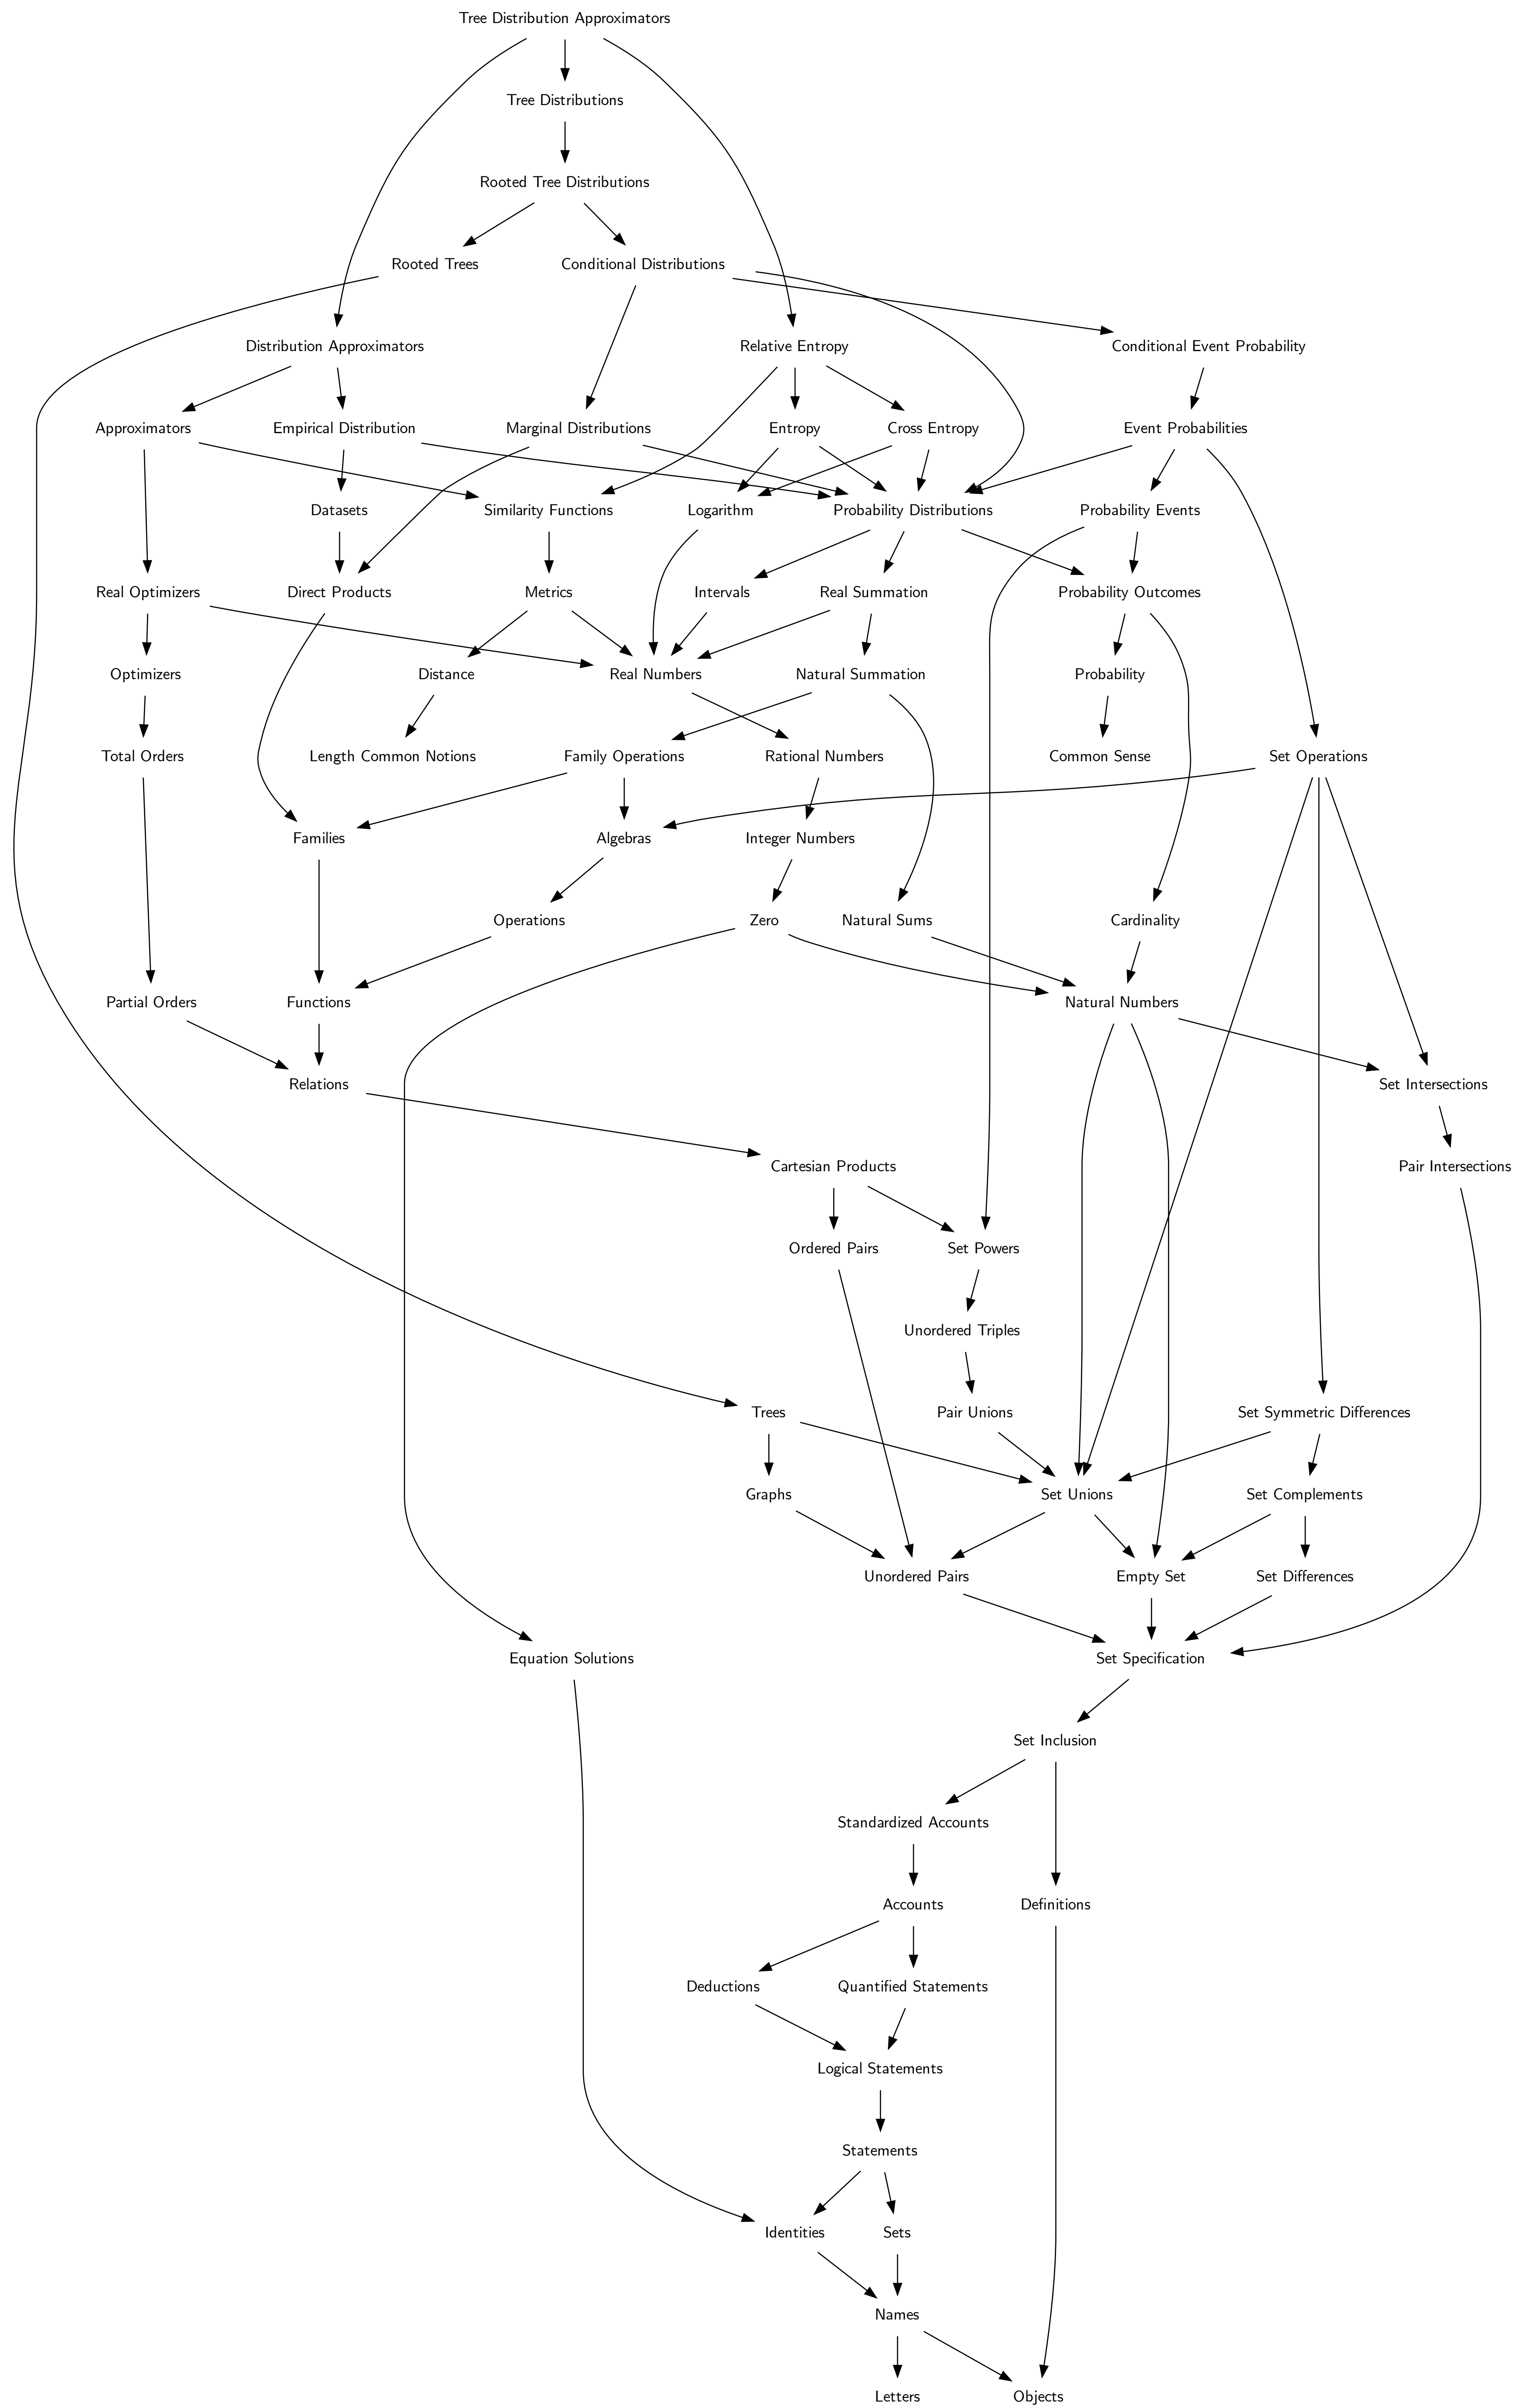 Tree Distribution Approximators
Tree Distributions
Rooted Tree Distributions
Rooted Trees
Conditional Distributions
Distribution Approximators
Relative Entropy
Conditional Event Probability
Approximators
Empirical Distribution
Marginal Distributions
Entropy
Cross Entropy
Event Probabilities
Datasets
Similarity Functions
Logarithm
Probability Distributions
Probability Events
Real Optimizers
Direct Products
Metrics
Intervals
Real Summation
Probability Outcomes
Optimizers
Distance
Real Numbers
Natural Summation
Probability
Total Orders
Length Common Notions
Family Operations
Rational Numbers
Common Sense
Set Operations
Families
Algebras
Integer Numbers
Operations
Zero
Natural Sums
Cardinality
Partial Orders
Functions
Natural Numbers
Relations
Set Intersections
Cartesian Products
Pair Intersections
Ordered Pairs
Set Powers
Unordered Triples
Trees
Pair Unions
Set Symmetric Differences
Graphs
Set Unions
Set Complements
Unordered Pairs
Empty Set
Set Differences
Equation Solutions
Set Specification
Set Inclusion
Standardized Accounts
Accounts
Definitions
Deductions
Quantified Statements
Logical Statements
Statements
Identities
Sets
Names
Letters
Objects